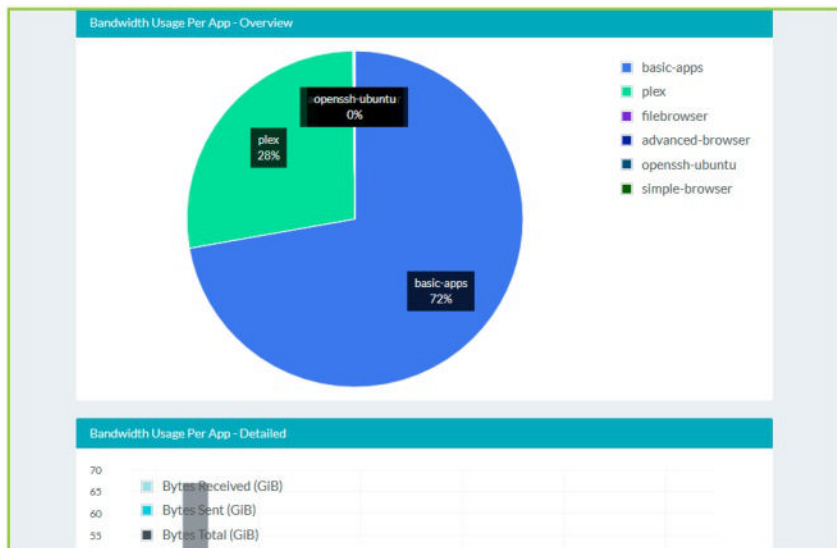 Bandwidth Usage Per App - Overview
openssh-ubuntu
0%
plex
28%
basic-apps
72%
basic-apps
plex
filebrowser
advanced-browser
openssh-ubuntu
simple-browser
Bandwidth Usage Per App - Detailed
70
65
60
55
Bytes Received (GiB)
Bytes Sent (GiB)
Bytes Total (GiB)